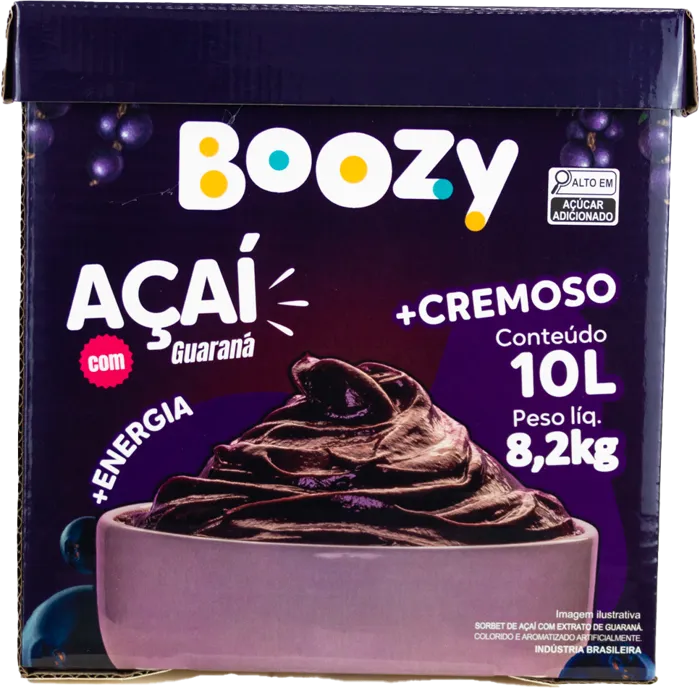 BOOZY
ALTO EM
AÇÚCAR
ADICIONADO
AÇAÍ
com Guaraná
+CREMOSO
Conteúdo
10L
Peso líq.
8,2kg
+ENERGIA
Imagem ilustrativa
SORBET DE AÇAÍ COM EXTRATO DE GUARANÁ.
COLORIDO E AROMATIZADO ARTIFICIALMENTE.
INDÚSTRIA BRASILEIRA